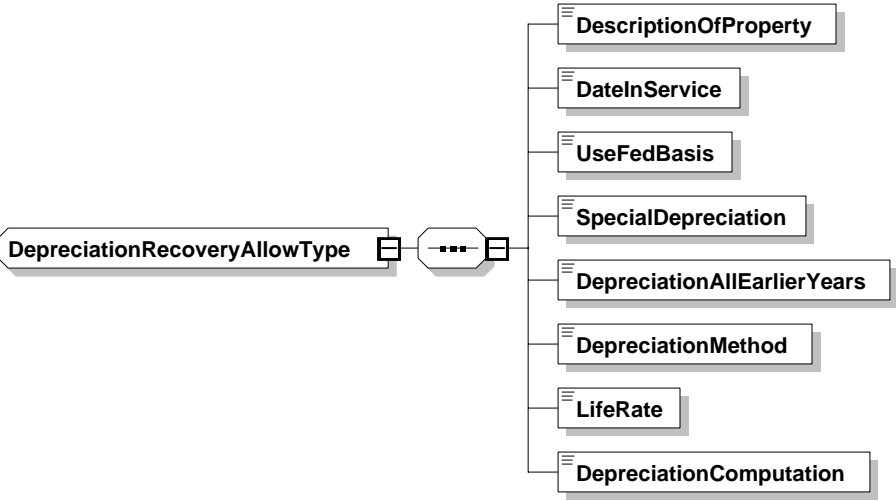 DescriptionOfProperty
DateInService
UseFedBasis
SpecialDepreciation
DepreciationRecoveryAllowType
DepreciationAllEarlierYears
DepreciationMethod
LifeRate
DepreciationComputation